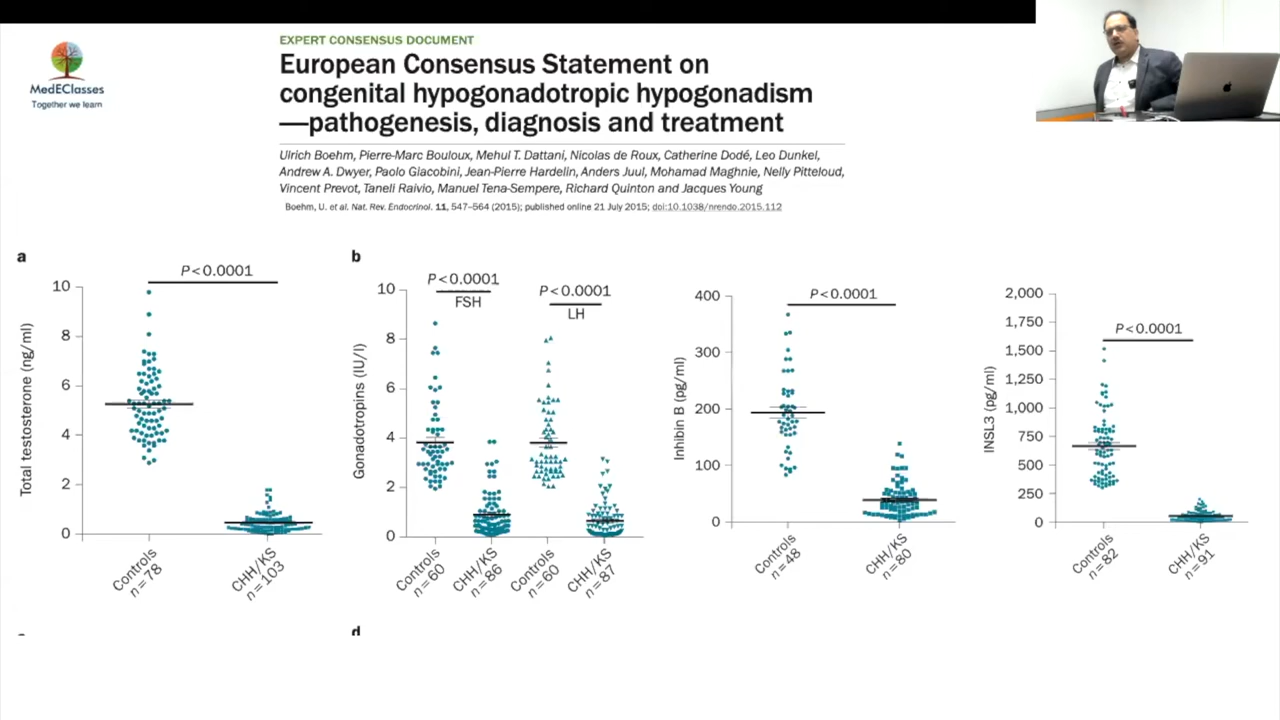 MedEClasses
Together we learn
EXPERT CONSENSUS DOCUMENT
European Consensus Statement on
congenital hypogonadotropic hypogonadism
—pathogenesis, diagnosis and treatment
Ulrich Boehm, Pierre-Marc Bouloux, Mehul T. Dattani, Nicolas de Roux, Catherine Dodé, Leo Dunkel,
Andrew A. Dwyer, Paolo Giacobini, Jean-Pierre Hardelin, Anders Juul, Mohamad Maghnie, Nelly Pitteloud,
Vincent Prevot, Taneli Raivio, Manuel Tena-Sempere, Richard Quinton and Jacques Young
Boehm, U. et al. Nat. Rev. Endocrinol. 11, 547–564 (2015); published online 21 July 2015; doi:10.1038/nrendo.2015.112
a
P<0.0001
Total testosterone (ng/ml)
10
8
6
4
2
0
Controls
n=78
CHH/KS
n=103
b
P<0.0001
FSH
P<0.0001
LH
Gonadotropins (IU/l)
10
8
6
4
2
0
Controls
n=60
CHH/KS
n=86
Controls
n=60
CHH/KS
n=87
P<0.0001
Inhibin B (pg/ml)
400
300
200
100
0
Controls
n=48
CHH/KS
n=80
P<0.0001
INSL3 (pg/ml)
2,000
1,750
1,500
1,250
1,000
750
500
250
0
Controls
n=82
CHH/KS
n=91
d